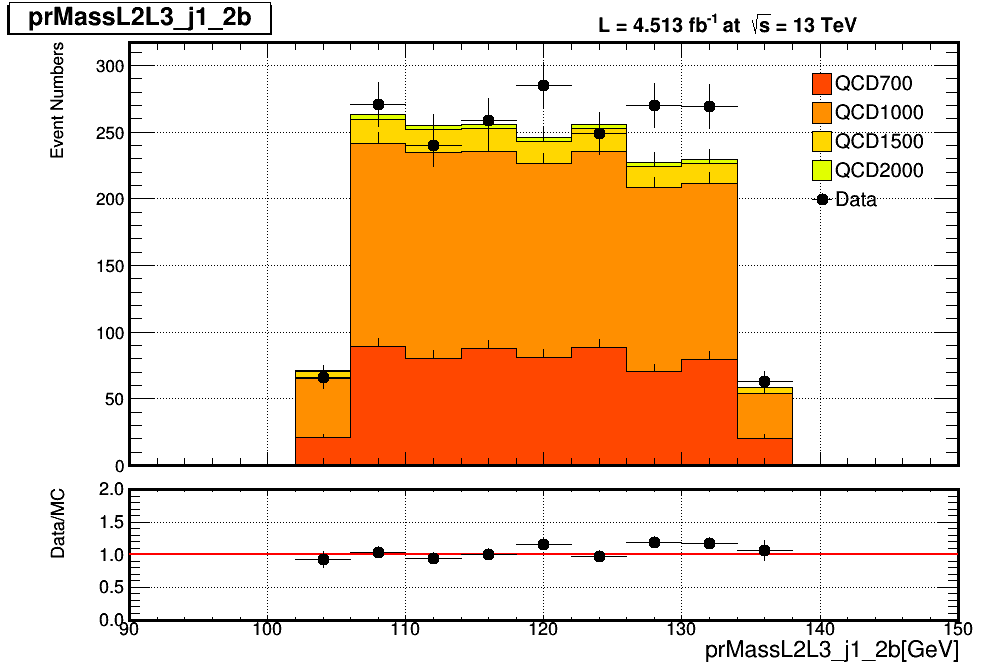 prMassL2L3_j1_2b
L = 4.513 fb-1 at √s = 13 TeV
Event Numbers
300
250
200
150
100
50
0
QCD700
QCD1000
QCD1500
QCD2000
Data
Data/MC
2.0
1.5
1.0
0.5
0.0
90 100 110 120 130 140 150
prMassL2L3_j1_2b[GeV]